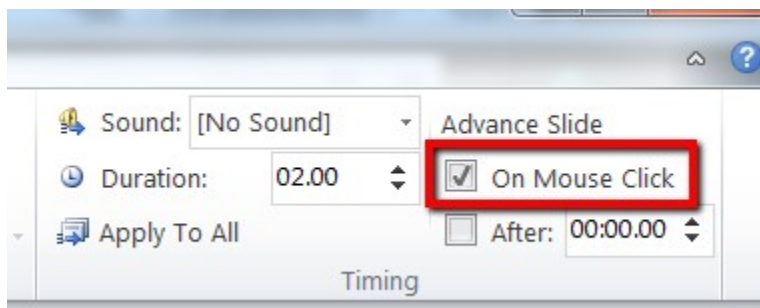 Sound: [No Sound]
Duration: 02.00
Apply To All
Advance Slide
On Mouse Click
After: 00:00.00
Timing
?